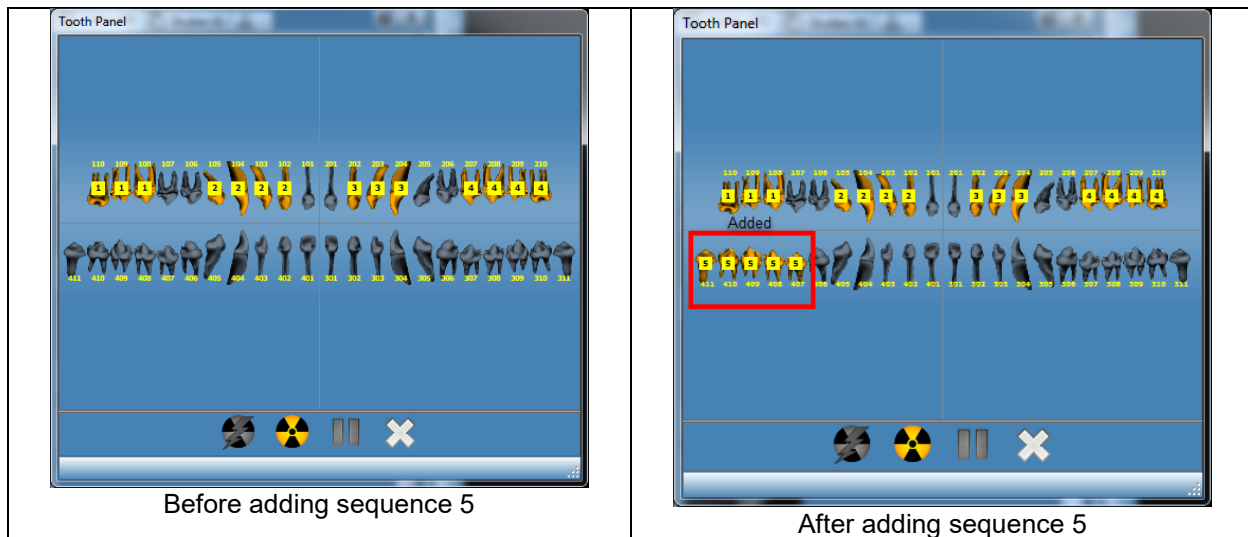 Tooth Panel
110 109 108 107 106 105 104 103 102 101 201 202 203 204 205 206 207 208 209 210
1 1 1 2 2 2 2 3 3 3 4 4 4 4
411 410 409 408 407 406 405 404 403 402 401 301 302 303 304 305 306 307 308 309 310 311
Before adding sequence 5
Tooth Panel
110 109 108 107 106 105 104 103 102 101 201 202 203 204 205 206 207 208 209 210
1 1 1 2 2 2 2 3 3 3 4 4 4 4
Added
5 5 5 5 5
411 410 409 408 407 406 405 404 403 402 401 301 302 303 304 305 306 307 308 309 310 311
After adding sequence 5